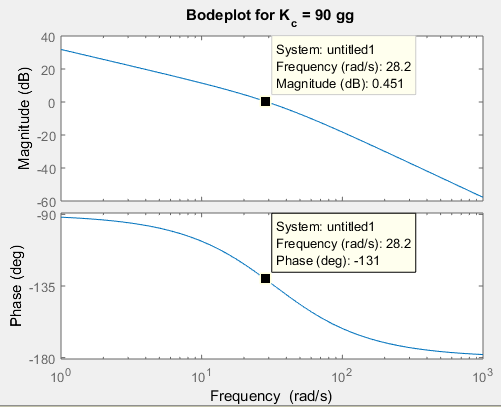 Bodeplot for Kc = 90 gg
Magnitude (dB)
40
20
0
-20
-40
-60
System: untitled1
Frequency (rad/s): 28.2
Magnitude (dB): 0.451
Phase (deg)
-90
-135
-180
System: untitled1
Frequency (rad/s): 28.2
Phase (deg): -131
10^0 10^1 10^2 10^3
Frequency (rad/s)